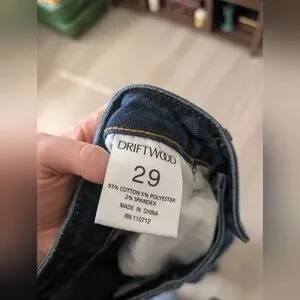 DRIFTWOOD
29
93% COTTON 5% POLYESTER
2% SPANDEX
MADE IN CHINA
RN 110712